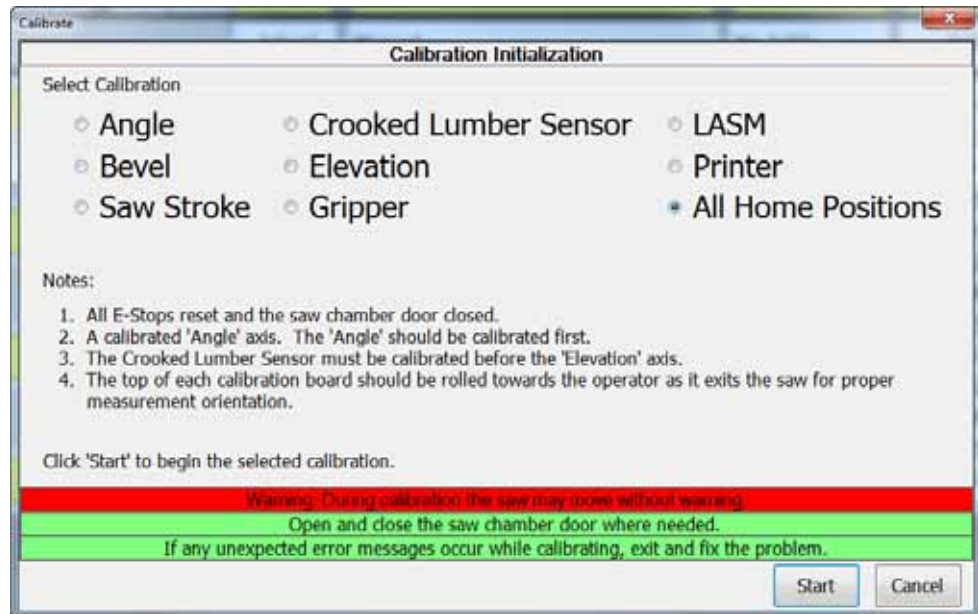 Calibrate
Calibration Initialization
Select Calibration
Angle Crooked Lumber Sensor LASM
Bevel Elevation Printer
Saw Stroke Gripper All Home Positions
Notes:
1. All E-Stops reset and the saw chamber door closed.
2. A calibrated 'Angle' axis. The 'Angle' should be calibrated first.
3. The Crooked Lumber Sensor must be calibrated before the 'Elevation' axis.
4. The top of each calibration board should be rolled towards the operator as it exits the saw for proper
measurement orientation.
Click 'Start' to begin the selected calibration.
Warning: During calibration the saw may move without warning.
Open and close the saw chamber door where needed.
If any unexpected error messages occur while calibrating, exit and fix the problem.
Start Cancel